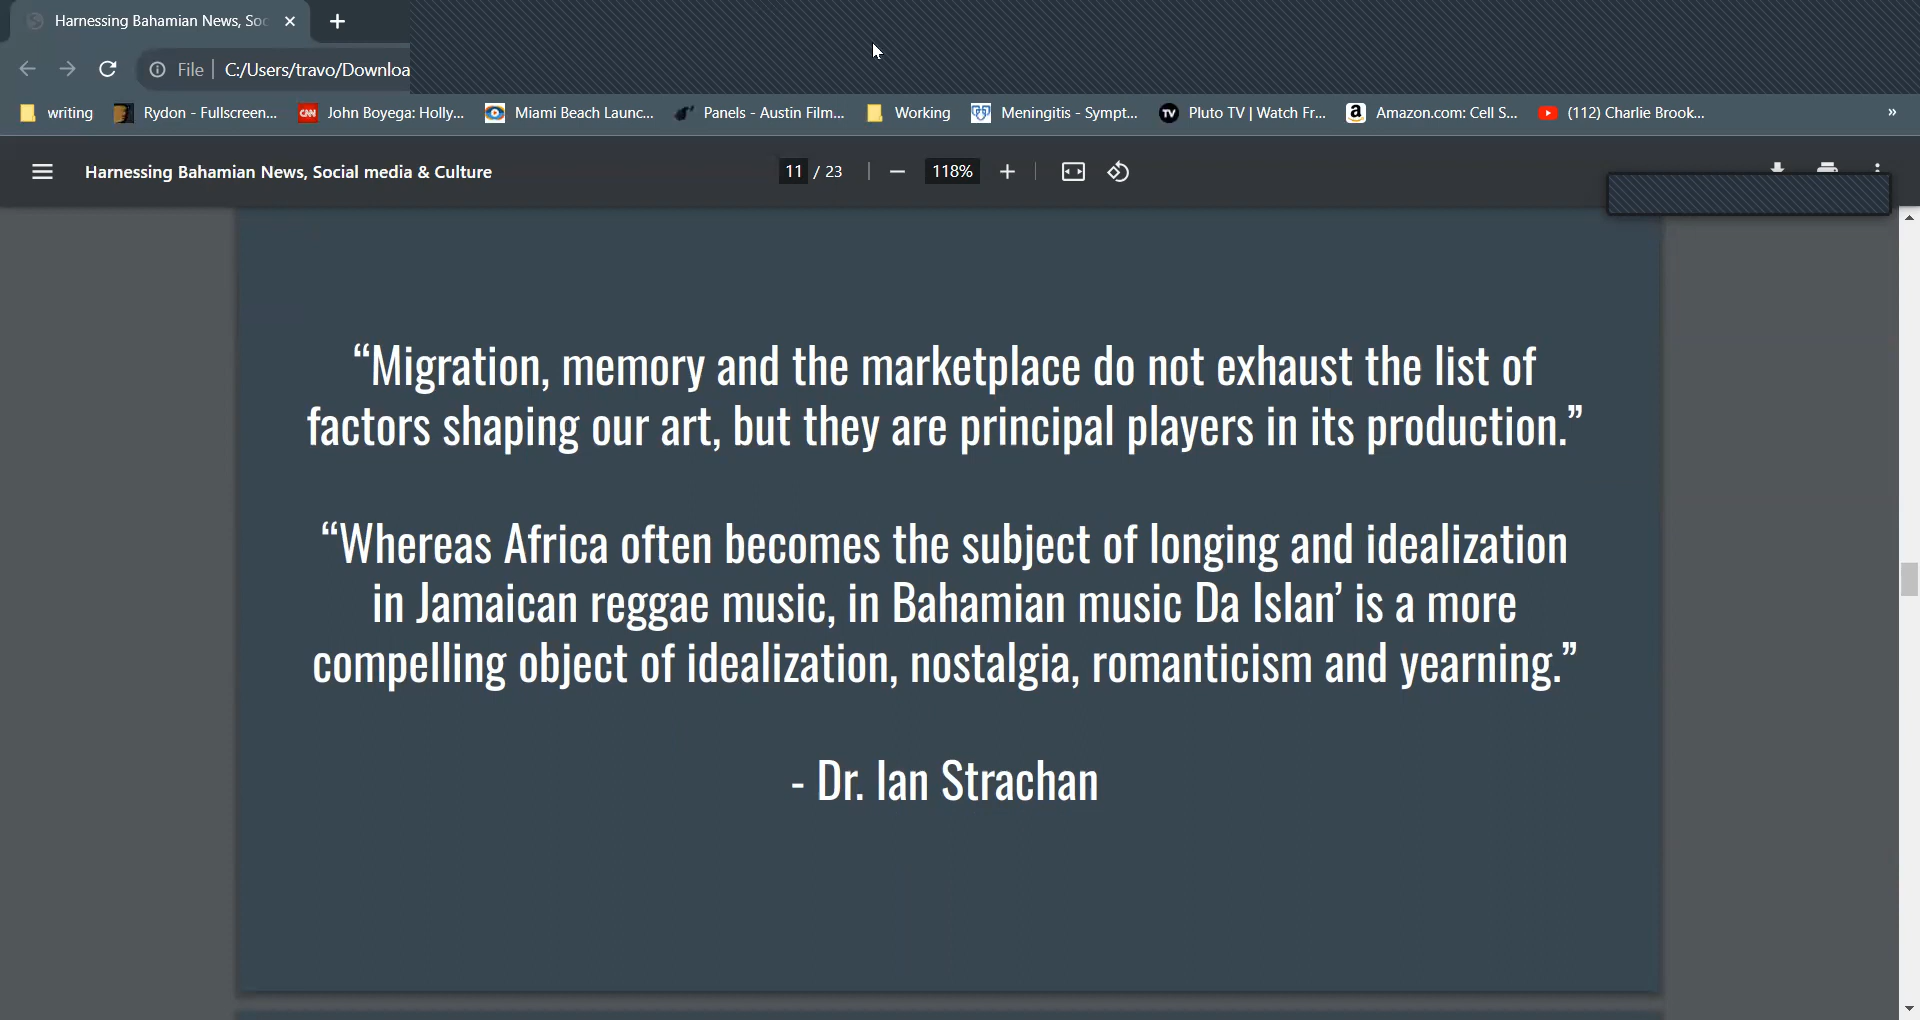 Harnessing Bahamian News, Soc
File
C:/Users/travo/Downloa
writing
Rydon - Fullscreen...
CNN
John Boyega: Holly...
Miami Beach Launc...
Panels - Austin Film...
Working
Meningitis - Sympt...
TV
Pluto TV | Watch Fr...
a
Amazon.com: Cell S...
(112) Charlie Brook...
»
Harnessing Bahamian News, Social media & Culture
11 / 23
118%
“Migration, memory and the marketplace do not exhaust the list of
factors shaping our art, but they are principal players in its production.”
“Whereas Africa often becomes the subject of longing and idealization
in Jamaican reggae music, in Bahamian music Da Islan’ is a more
compelling object of idealization, nostalgia, romanticism and yearning.”
- Dr. Ian Strachan